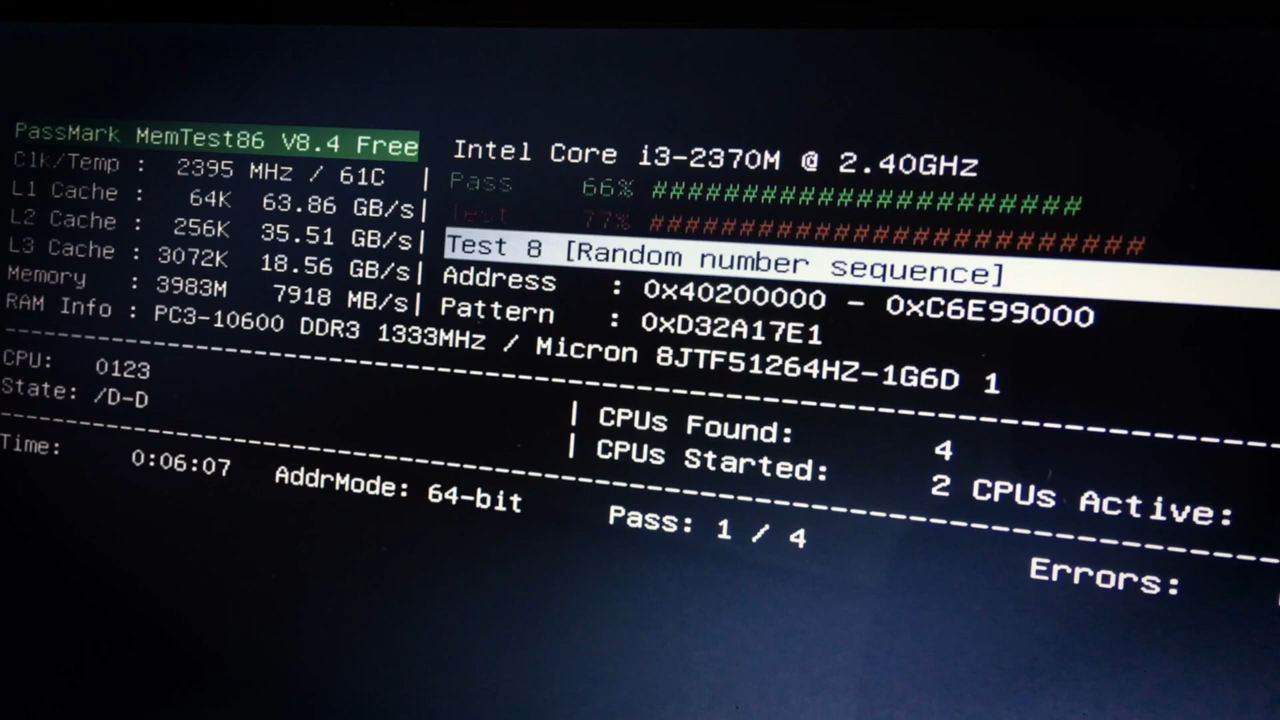 PassMark MemTest86 V8.4 Free Intel Core i3-2370M @ 2.40GHz
Clk/Temp : 2395 MHz / 61C | Pass 66% ########################
L1 Cache : 64K 63.86 GB/s| Test 77% ############################
L2 Cache : 256K 35.51 GB/s| Test 8 [Random number sequence]
L3 Cache : 3072K 18.56 GB/s| Address : 0x40200000 - 0xC6E99000
Memory : 3983M 7918 MB/s| Pattern : 0xD32A17E1
RAM Info : PC3-10600 DDR3 1333MHz / Micron 8JTF51264HZ-1G6D 1
--------------------------------------------------------------------------------
CPU: 0123 | CPUs Found: 4
State: /D-D | CPUs Started: 2 CPUs Active:
--------------------------------------------------------------------------------
Time: 0:06:07 AddrMode: 64-bit Pass: 1 / 4 Errors: